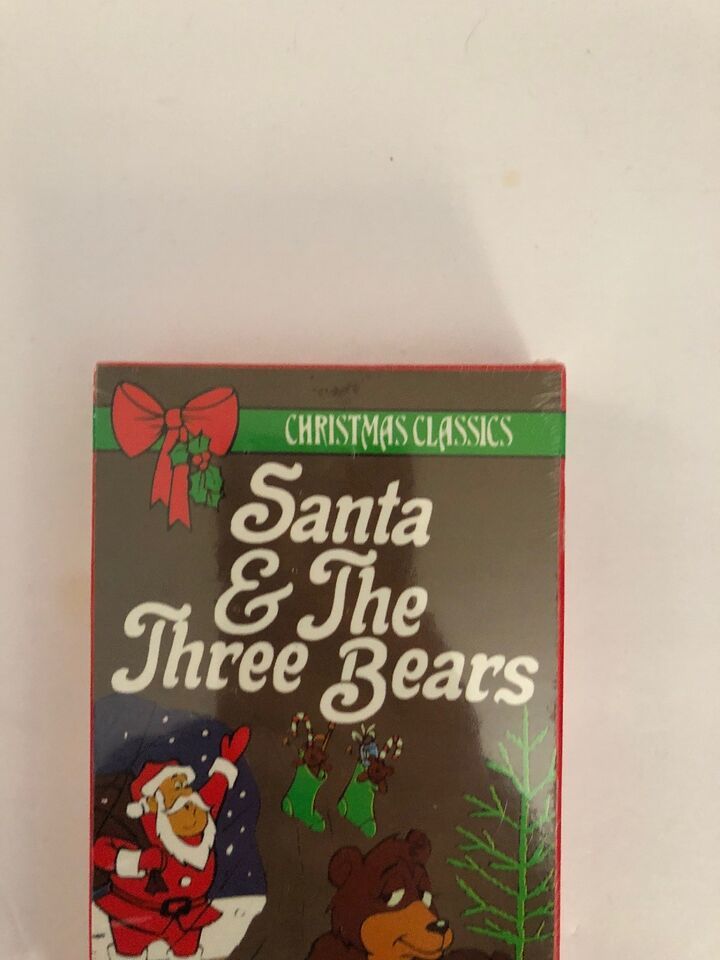 CHRISTMAS CLASSICS
Santa
& The
Three Bears